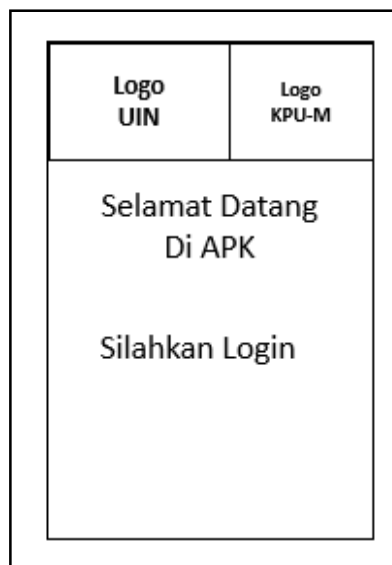 Logo
UIN
Logo
KPU-M
Selamat Datang
Di APK
Silahkan Login